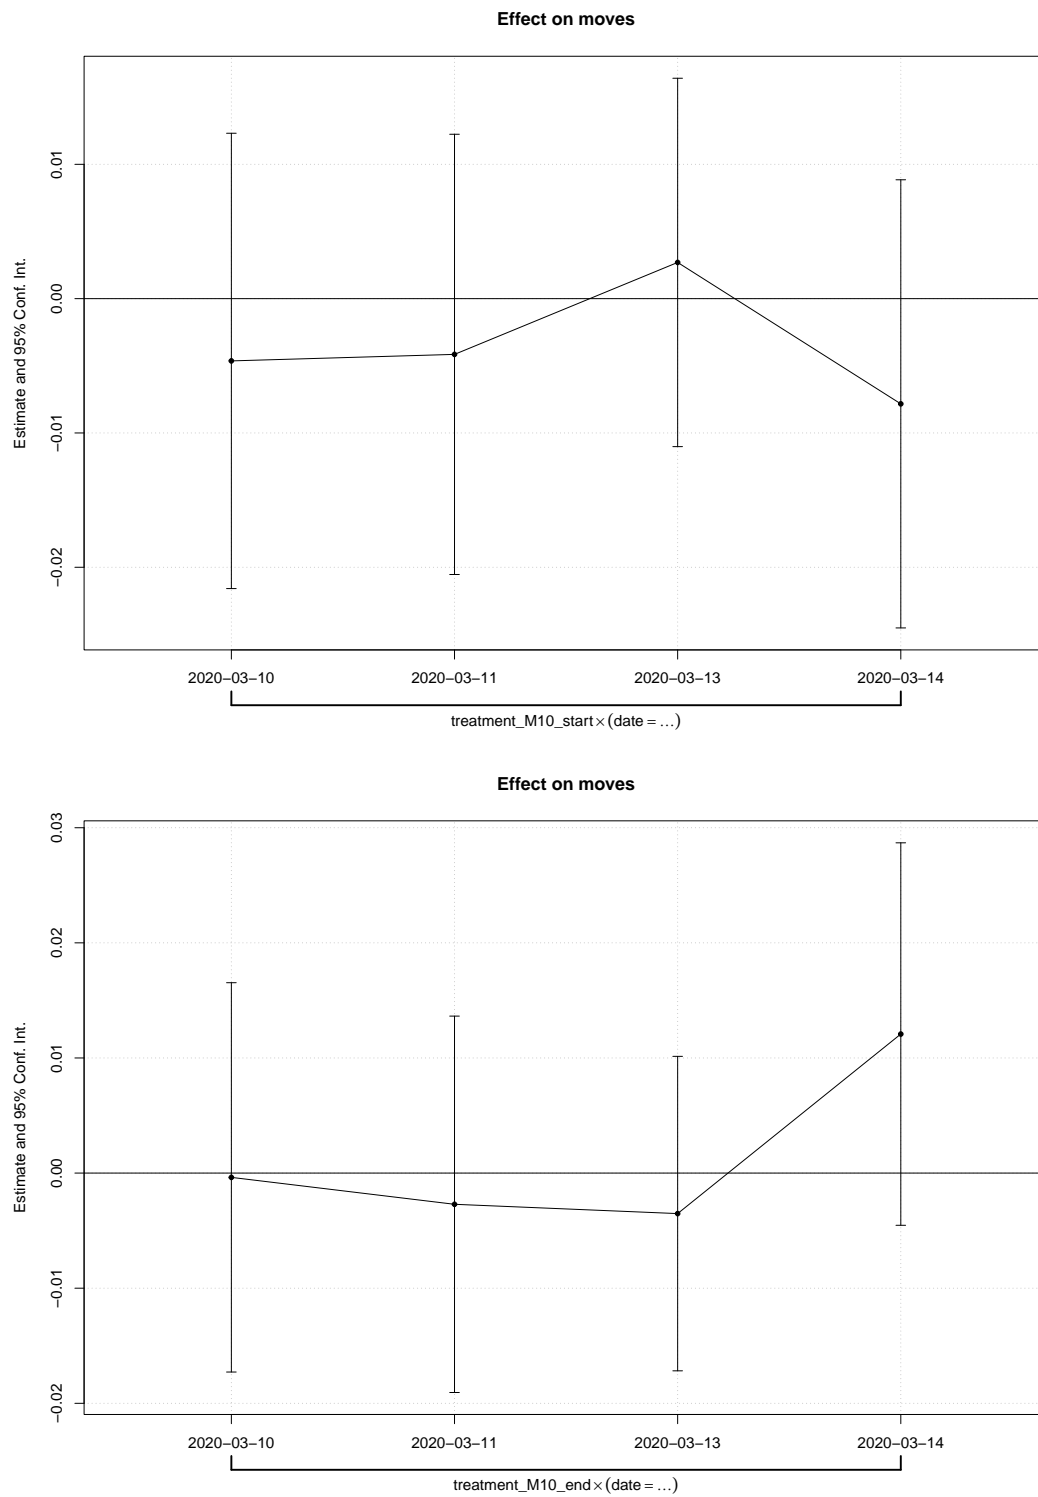 Effect on moves
Estimate and 95% Conf. Int.
0.01
0.00
−0.01
−0.02
2020−03−10 2020−03−11 2020−03−13 2020−03−14
treatment_M10_start×(date = …)
Effect on moves
Estimate and 95% Conf. Int.
0.03
0.02
0.01
0.00
−0.01
−0.02
2020−03−10 2020−03−11 2020−03−13 2020−03−14
treatment_M10_end×(date = …)